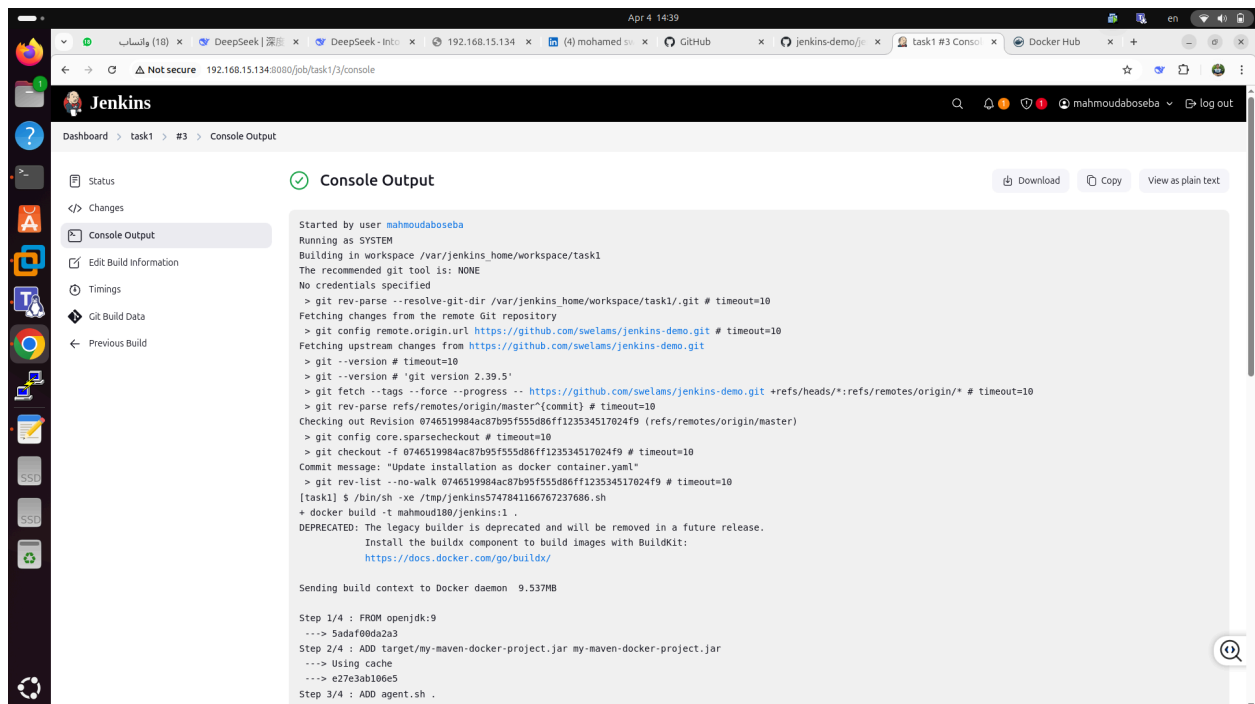 Apr 4 14:39
en
(18) واتساب
DeepSeek | 深度
DeepSeek - Into
192.168.15.134
(4) mohamed sw
GitHub
jenkins-demo/je
task1 #3 Consol
Docker Hub
Not secure 192.168.15.134:8080/job/task1/3/console
1
Jenkins
1
1
mahmoudaboseba
log out
Dashboard > task1 > #3 > Console Output
Status
Changes
Console Output
Edit Build Information
Timings
Git Build Data
Previous Build
Console Output
Download
Copy
View as plain text
Started by user mahmoudaboseba
Running as SYSTEM
Building in workspace /var/jenkins_home/workspace/task1
The recommended git tool is: NONE
No credentials specified
> git rev-parse --resolve-git-dir /var/jenkins_home/workspace/task1/.git # timeout=10
Fetching changes from the remote Git repository
> git config remote.origin.url https://github.com/swelams/jenkins-demo.git # timeout=10
Fetching upstream changes from https://github.com/swelams/jenkins-demo.git
> git --version # timeout=10
> git --version # 'git version 2.39.5'
> git fetch --tags --force --progress -- https://github.com/swelams/jenkins-demo.git +refs/heads/*:refs/remotes/origin/* # timeout=10
> git rev-parse refs/remotes/origin/master^{commit} # timeout=10
Checking out Revision 0746519984ac87b95f555d86ff123534517024f9 (refs/remotes/origin/master)
> git config core.sparsecheckout # timeout=10
> git checkout -f 0746519984ac87b95f555d86ff123534517024f9 # timeout=10
Commit message: "Update installation as docker container.yaml"
> git rev-list --no-walk 0746519984ac87b95f555d86ff123534517024f9 # timeout=10
[task1] $ /bin/sh -xe /tmp/jenkins5747841166767237686.sh
+ docker build -t mahmoud180/jenkins:1 .
DEPRECATED: The legacy builder is deprecated and will be removed in a future release.
Install the buildx component to build images with BuildKit:
https://docs.docker.com/go/buildx/
Sending build context to Docker daemon 9.537MB
Step 1/4 : FROM openjdk:9
---> 5adaf00da2a3
Step 2/4 : ADD target/my-maven-docker-project.jar my-maven-docker-project.jar
---> Using cache
---> e27e3ab106e5
Step 3/4 : ADD agent.sh .
SSD
SSD